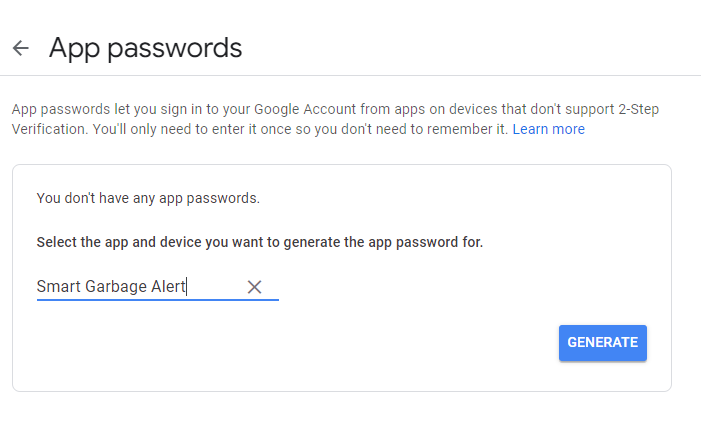 App passwords
App passwords let you sign in to your Google Account from apps on devices that don't support 2-Step
Verification. You'll only need to enter it once so you don't need to remember it. Learn more
You don't have any app passwords.
Select the app and device you want to generate the app password for.
Smart Garbage Alert
GENERATE